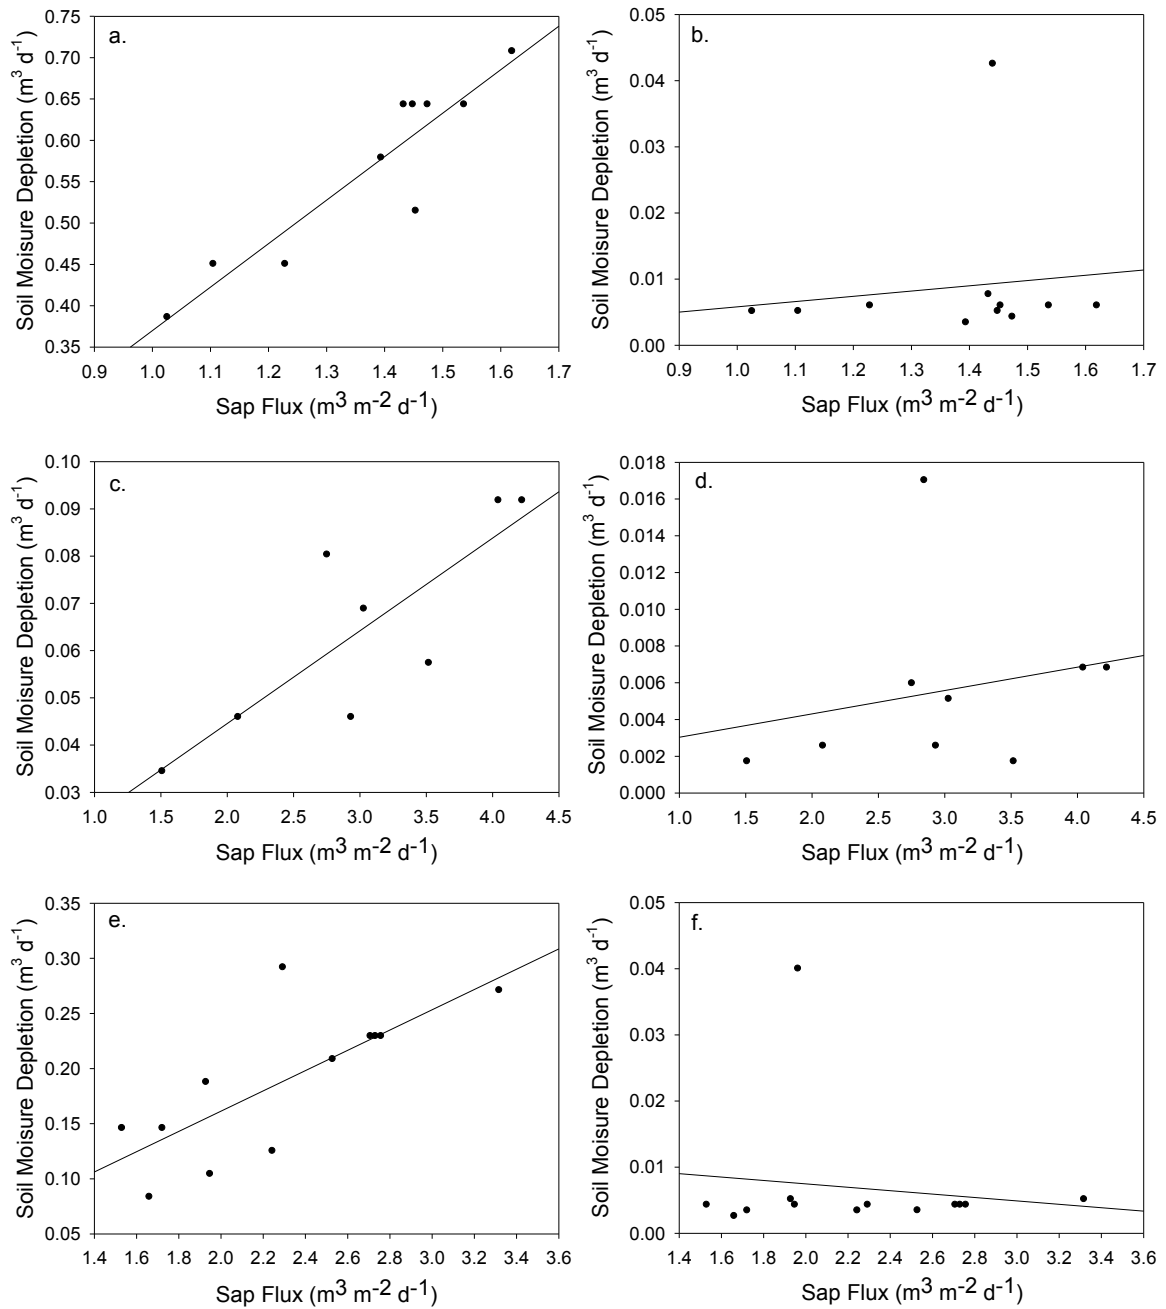 a.
Soil Moisure Depletion (m³ d⁻¹)
0.75
0.70
0.65
0.60
0.55
0.50
0.45
0.40
0.35
0.9 1.0 1.1 1.2 1.3 1.4 1.5 1.6 1.7
Sap Flux (m³ m⁻² d⁻¹)
b.
Soil Moisure Depletion (m³ d⁻¹)
0.05
0.04
0.03
0.02
0.01
0.00
0.9 1.0 1.1 1.2 1.3 1.4 1.5 1.6 1.7
Sap Flux (m³ m⁻² d⁻¹)
c.
Soil Moisure Depletion (m³ d⁻¹)
0.10
0.09
0.08
0.07
0.06
0.05
0.04
0.03
1.0 1.5 2.0 2.5 3.0 3.5 4.0 4.5
Sap Flux (m³ m⁻² d⁻¹)
d.
Soil Moisure Depletion (m³ d⁻¹)
0.018
0.016
0.014
0.012
0.010
0.008
0.006
0.004
0.002
0.000
1.0 1.5 2.0 2.5 3.0 3.5 4.0 4.5
Sap Flux (m³ m⁻² d⁻¹)
e.
Soil Moisure Depletion (m³ d⁻¹)
0.35
0.30
0.25
0.20
0.15
0.10
0.05
1.4 1.6 1.8 2.0 2.2 2.4 2.6 2.8 3.0 3.2 3.4 3.6
Sap Flux (m³ m⁻² d⁻¹)
f.
Soil Moisure Depletion (m³ d⁻¹)
0.05
0.04
0.03
0.02
0.01
0.00
1.4 1.6 1.8 2.0 2.2 2.4 2.6 2.8 3.0 3.2 3.4 3.6
Sap Flux (m³ m⁻² d⁻¹)